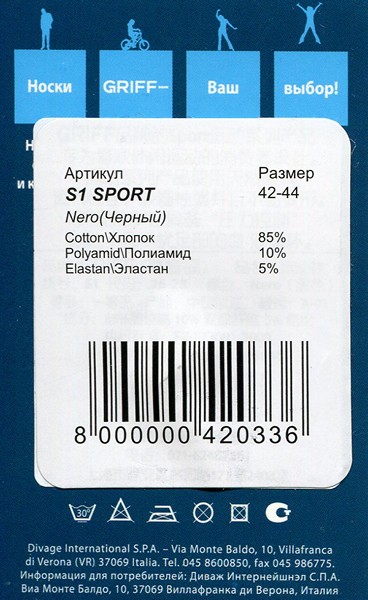 Носки GRIFF— Ваш выбор!
Артикул Размер
S1 SPORT 42-44
Nero(Черный)
Cotton\Хлопок 85%
Polyamid\Полиамид 10%
Elastan\Эластан 5%
8 000000 420336
30°
Divage International S.P.A. – Via Monte Baldo, 10, Villafranca
di Verona (VR) 37069 Italia. Tel. 045 8600850, fax 045 986775.
Информация для потребителей: Диваж Интернейшнэл С.П.А.
Виа Монте Бальдо, 10, 37069 Виллафранка ди Верона, Италия